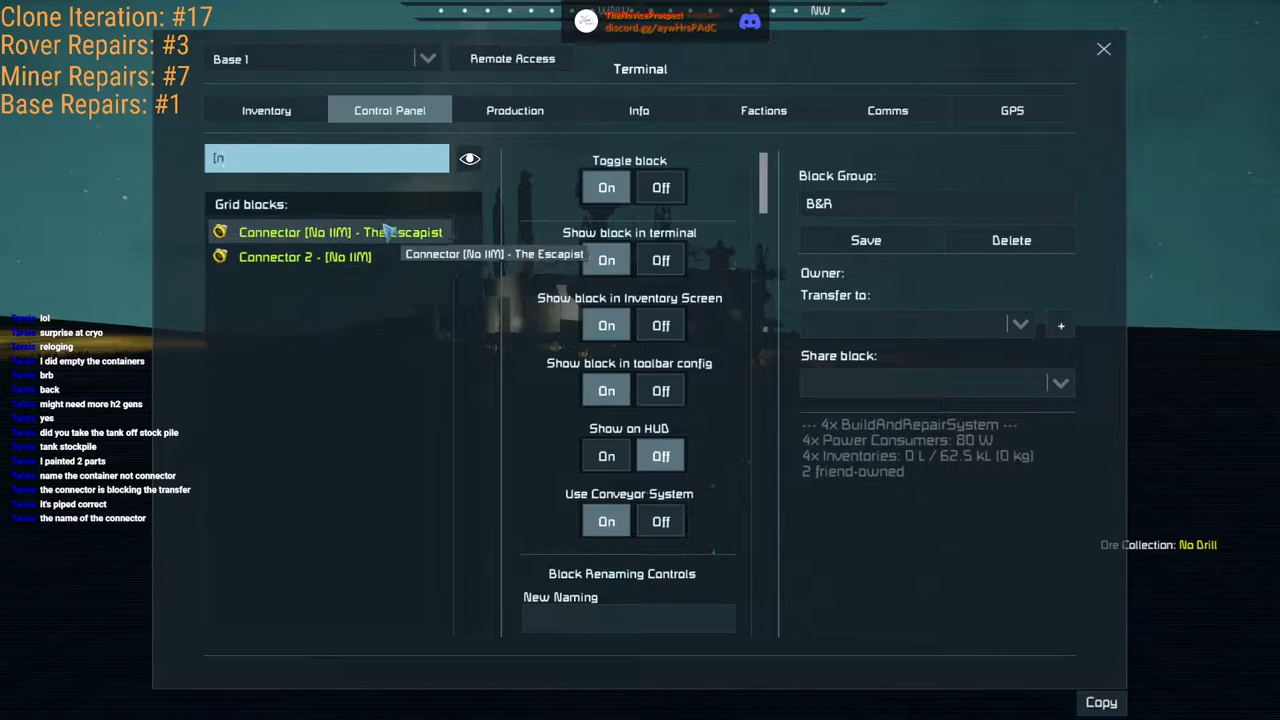 Clone Iteration: #17
Rover Repairs: #3
Miner Repairs: #7
Base Repairs: #1
NW
TheNoviceProspect
discord.gg/aywHrsPAdC
Base 1
Remote Access
Terminal
Inventory
Control Panel
Production
Info
Factions
Comms
GPS
[n
Grid blocks:
Connector [No IIM] - The Escapist
Connector 2 - [No IIM]
Connector [No IIM] - The Escapist
Toggle block
On Off
Show block in terminal
On Off
Show block in Inventory Screen
On Off
Show block in toolbar config
On Off
Show on HUD
On Off
Use Conveyor System
On Off
Block Renaming Controls
New Naming
Block Group:
B&R
Save
Delete
Owner:
Transfer to:
+
Share block:
--- 4x BuildAndRepairSystem ---
4x Power Consumers: 80 W
4x Inventories: 0 L / 62.5 kL (0 kg)
2 friend-owned
Ore Collection: No Drill
Copy
lol
surprise at cryo
reloging
I did empty the containers
brb
back
might need more h2 gens
yes
did you take the tank off stock pile
tank stockpile
I painted 2 parts
name the container not connector
the connector is blocking the transfer
it's piped correct
the name of the connector